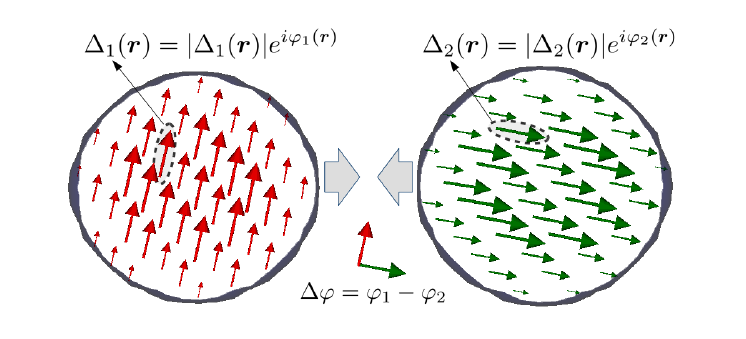 Δ₁(𝒓) = |Δ₁(𝒓)|e^{iφ₁(𝒓)}
Δ₂(𝒓) = |Δ₂(𝒓)|e^{iφ₂(𝒓)}
Δφ = φ₁ − φ₂